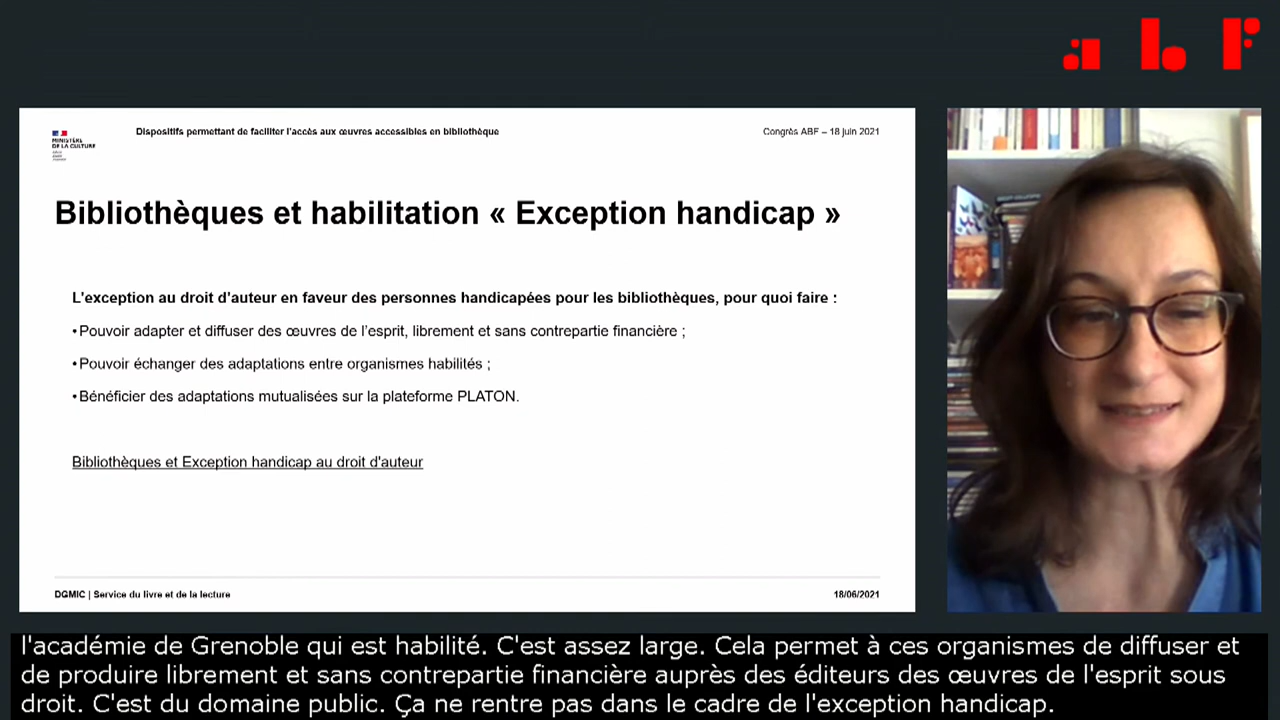 a b F
MINISTÈRE
DE LA CULTURE
Dispositifs permettant de faciliter l'accès aux œuvres accessibles en bibliothèque
Congrès ABF – 18 juin 2021
Bibliothèques et habilitation « Exception handicap »
L'exception au droit d'auteur en faveur des personnes handicapées pour les bibliothèques, pour quoi faire :
•Pouvoir adapter et diffuser des œuvres de l'esprit, librement et sans contrepartie financière ;
•Pouvoir échanger des adaptations entre organismes habilités ;
•Bénéficier des adaptations mutualisées sur la plateforme PLATON.
Bibliothèques et Exception handicap au droit d'auteur
DGMIC | Service du livre et de la lecture
18/06/2021
l'académie de Grenoble qui est habilité. C'est assez large. Cela permet à ces organismes de diffuser et
de produire librement et sans contrepartie financière auprès des éditeurs des œuvres de l'esprit sous
droit. C'est du domaine public. Ça ne rentre pas dans le cadre de l'exception handicap.